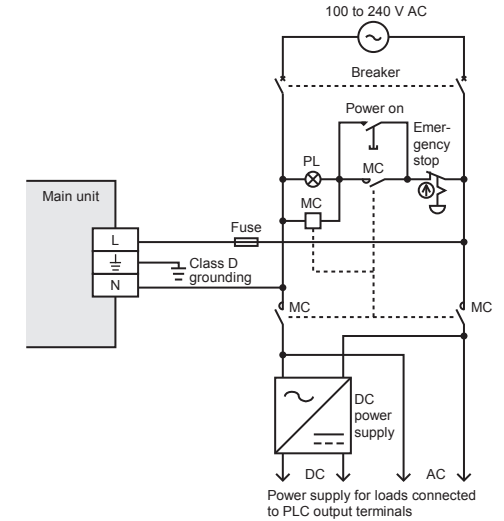 100 to 240 V AC
Breaker
Power on
Emer-
gency
stop
PL
MC
MC
Main unit
Fuse
L
Class D
grounding
N
MC
MC
DC
power
supply
DC
AC
Power supply for loads connected
to PLC output terminals